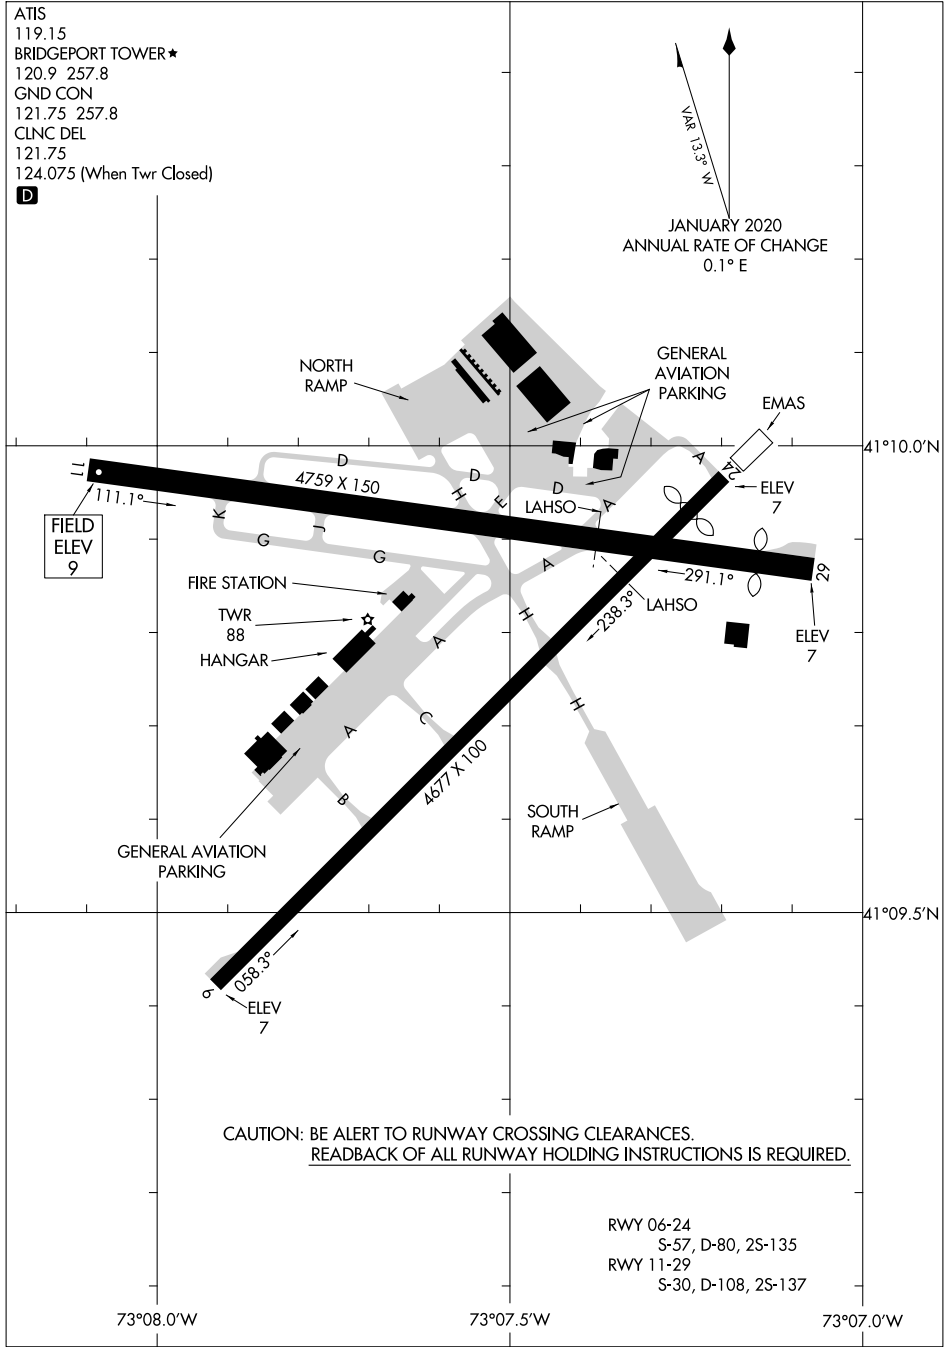 ATIS
119.15
BRIDGEPORT TOWER★
120.9 257.8
GND CON
121.75 257.8
CLNC DEL
121.75
124.075 (When Twr Closed)
D
VAR 13.3° W
JANUARY 2020
ANNUAL RATE OF CHANGE
0.1° E
NORTH
RAMP
GENERAL
AVIATION
PARKING
EMAS
41°10.0'N
11
111.1°
4759 X 150
D
D
D
H
E
A
A
24
ELEV
7
LAHSO
FIELD
ELEV
9
K
J
G
G
A
291.1°
29
FIRE STATION
TWR
88
HANGAR
H
238.3°
LAHSO
ELEV
7
A
A
C
H
4677 X 100
B
SOUTH
RAMP
GENERAL AVIATION
PARKING
41°09.5'N
058.3°
6
ELEV
7
CAUTION: BE ALERT TO RUNWAY CROSSING CLEARANCES.
READBACK OF ALL RUNWAY HOLDING INSTRUCTIONS IS REQUIRED.
RWY 06-24
S-57, D-80, 2S-135
RWY 11-29
S-30, D-108, 2S-137
73°08.0'W
73°07.5'W
73°07.0'W